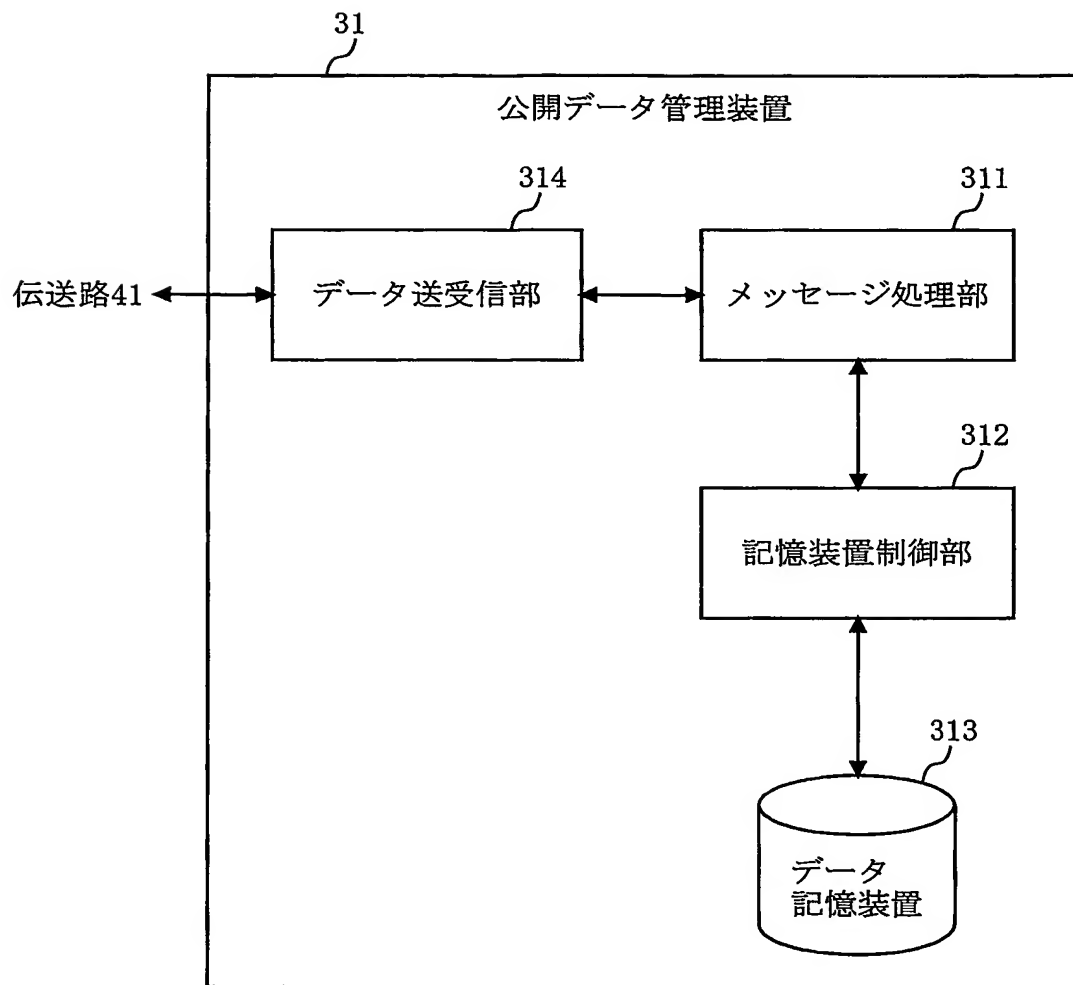 31
公開データ管理装置
314
311
伝送路41
データ送受信部
メッセージ処理部
312
記憶装置制御部
313
データ
記憶装置